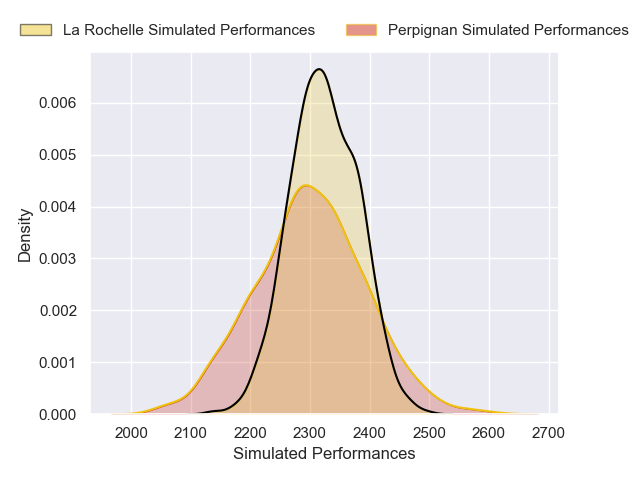 La Rochelle Simulated Performances
Perpignan Simulated Performances
0.006
0.005
0.004
0.003
0.002
0.001
0.000
Density
2000 2100 2200 2300 2400 2500 2600 2700
Simulated Performances